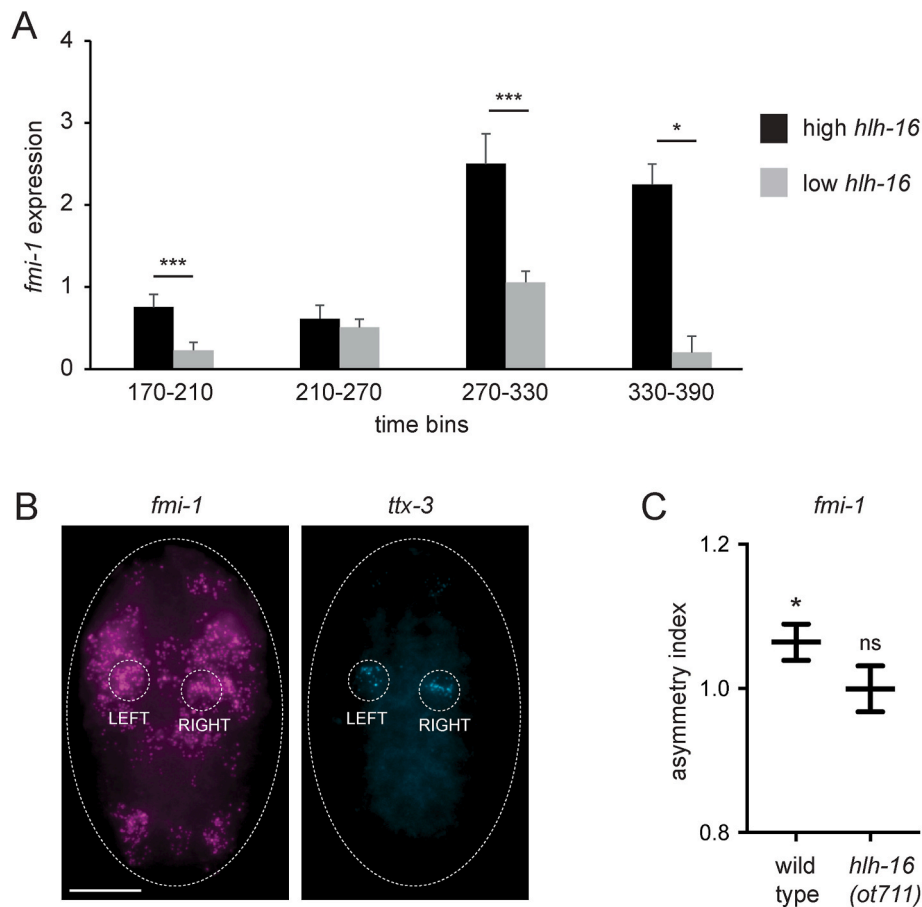 A
4
3
2
1
0
fmi-1 expression
***
***
*
high hlh-16
low hlh-16
170-210
210-270
270-330
330-390
time bins
B
fmi-1
ttx-3
LEFT
RIGHT
LEFT
RIGHT
C
fmi-1
1.2
1.0
0.8
asymmetry index
*
ns
wild
type
hlh-16
(ot711)